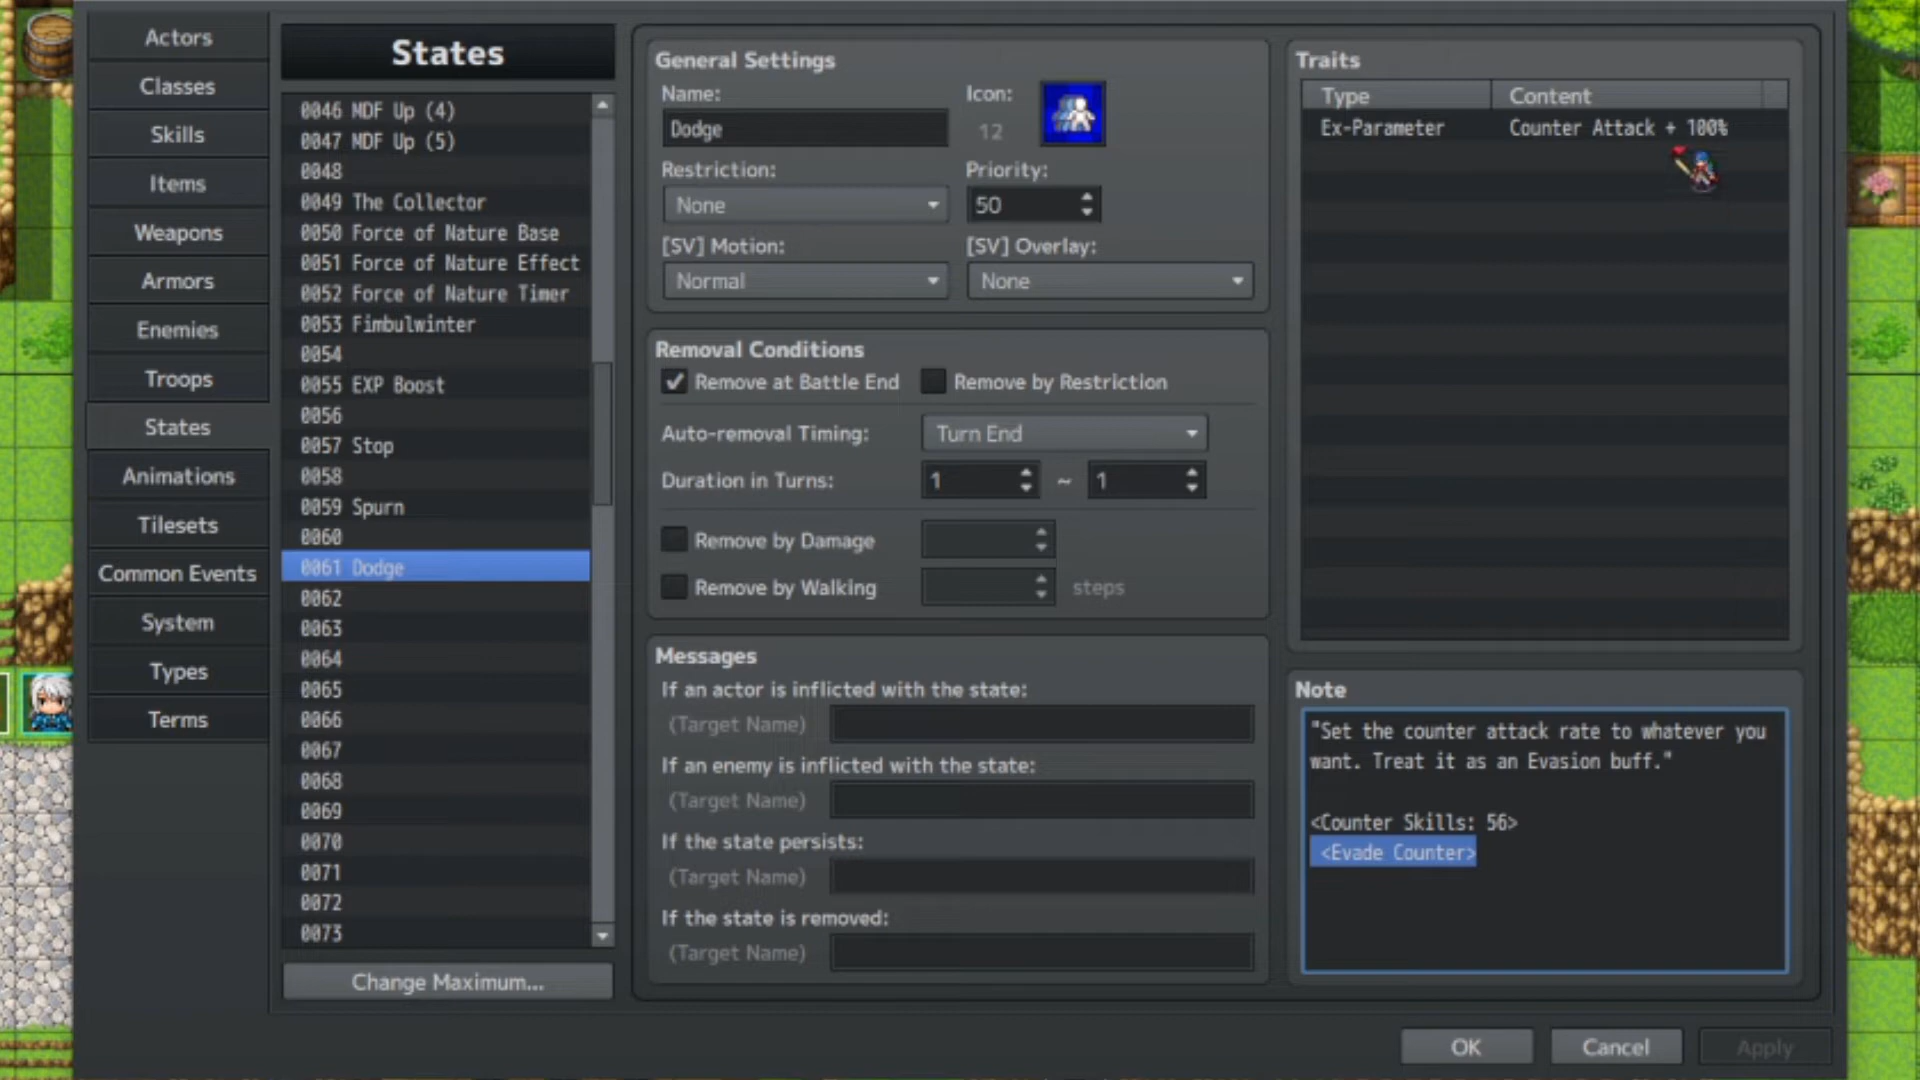 Actors
Classes
Skills
Items
Weapons
Armors
Enemies
Troops
States
Animations
Tilesets
Common Events
System
Types
Terms
States
0046 MDF Up (4)
0047 MDF Up (5)
0048
0049 The Collector
0050 Force of Nature Base
0051 Force of Nature Effect
0052 Force of Nature Timer
0053 Fimbulwinter
0054
0055 EXP Boost
0056
0057 Stop
0058
0059 Spurn
0060
0061 Dodge
0062
0063
0064
0065
0066
0067
0068
0069
0070
0071
0072
0073
Change Maximum...
General Settings
Name:
Icon:
Dodge
12
Restriction:
Priority:
None
50
[SV] Motion:
[SV] Overlay:
Normal
None
Removal Conditions
Remove at Battle End
Remove by Restriction
Auto-removal Timing:
Turn End
Duration in Turns:
1 ~ 1
Remove by Damage
Remove by Walking
steps
Messages
If an actor is inflicted with the state:
(Target Name)
If an enemy is inflicted with the state:
(Target Name)
If the state persists:
(Target Name)
If the state is removed:
(Target Name)
Traits
Type Content
Ex-Parameter Counter Attack + 100%
Note
"Set the counter attack rate to whatever you
want. Treat it as an Evasion buff."
<Counter Skills: 56>
<Evade Counter>
OK
Cancel
Apply